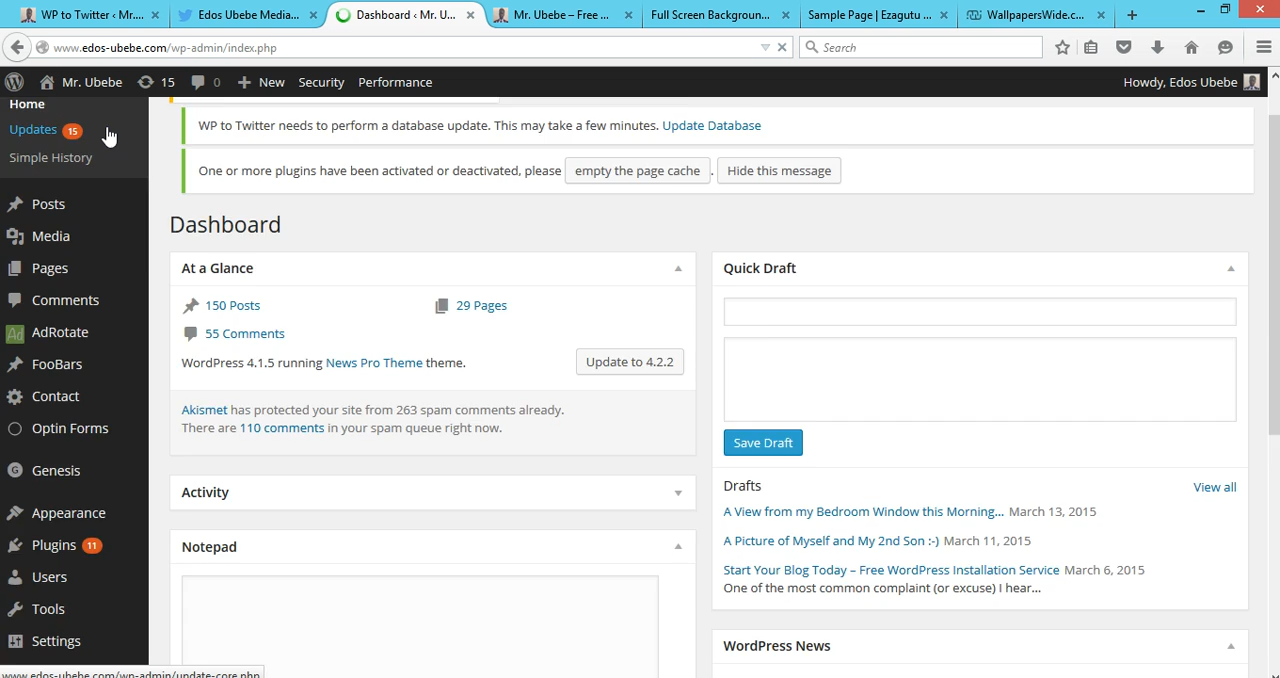 WP to Twitter ‹ Mr....
Edos Ubebe Media...
Dashboard ‹ Mr. U...
Mr. Ubebe – Free ...
Full Screen Backgroun...
Sample Page | Ezagutu ...
WallpapersWide.c...
www.edos-ubebe.com/wp-admin/index.php
Search
Mr. Ubebe
15
0
New
Security
Performance
Howdy, Edos Ubebe
Home
Updates 15
Simple History
Posts
Media
Pages
Comments
AdRotate
FooBars
Contact
Optin Forms
Genesis
Appearance
Plugins 11
Users
Tools
Settings
www.edos-ubebe.com/wp-admin/update-core.php
WP to Twitter needs to perform a database update. This may take a few minutes. Update Database
One or more plugins have been activated or deactivated, please empty the page cache . Hide this message
Dashboard
At a Glance
150 Posts
29 Pages
55 Comments
WordPress 4.1.5 running News Pro Theme theme.
Update to 4.2.2
Akismet has protected your site from 263 spam comments already.
There are 110 comments in your spam queue right now.
Activity
Notepad
Quick Draft
Save Draft
Drafts
View all
A View from my Bedroom Window this Morning... March 13, 2015
A Picture of Myself and My 2nd Son :-) March 11, 2015
Start Your Blog Today – Free WordPress Installation Service March 6, 2015
One of the most common complaint (or excuse) I hear...
WordPress News